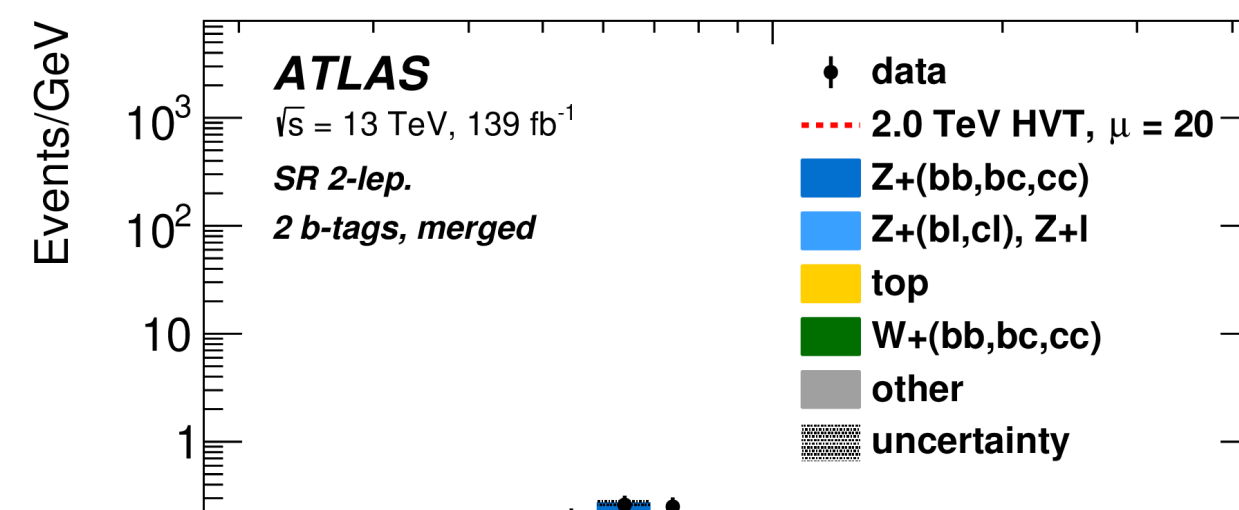 Events/GeV
10³
10²
10
1
ATLAS
√s = 13 TeV, 139 fb⁻¹
SR 2-lep.
2 b-tags, merged
data
2.0 TeV HVT, μ = 20
Z+(bb,bc,cc)
Z+(bl,cl), Z+l
top
W+(bb,bc,cc)
other
uncertainty